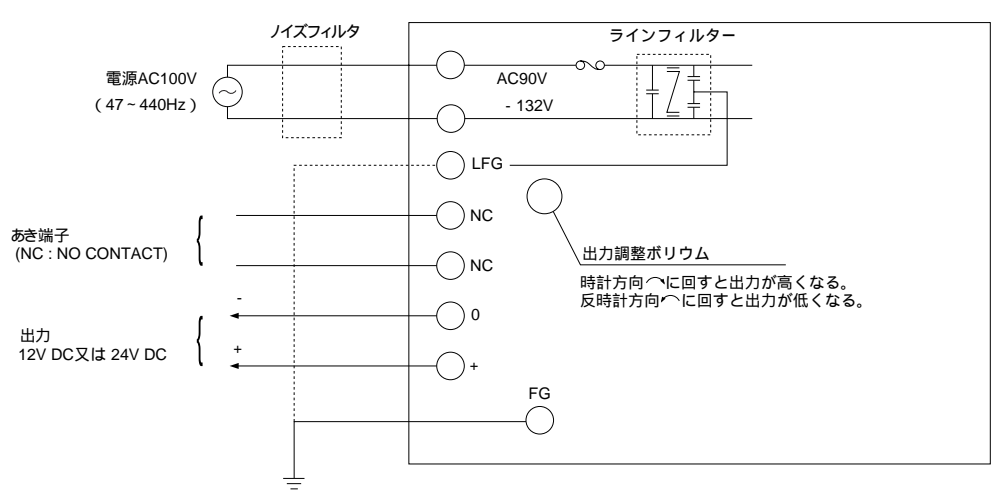 ノイズフィルタ
ラインフィルター
電源AC100V
（47~440Hz）
AC90V
- 132V
LFG
NC
あき端子
(NC : NO CONTACT)
NC
出力調整ボリウム
時計方向に回すと出力が高くなる。
反時計方向に回すと出力が低くなる。
-
0
出力
12V DC又は 24V DC
+
+
FG